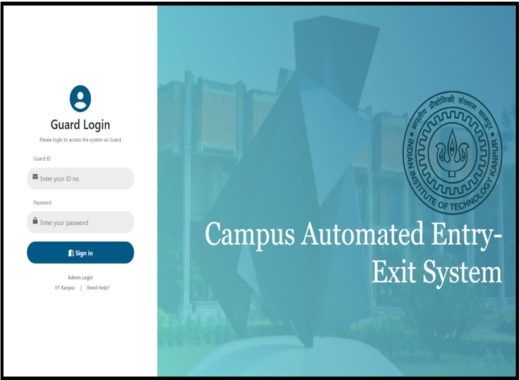 Guard Login
Please login to access the system as Guard
Guard ID
Enter your ID no.
Password
Enter your password
Sign in
Admin Login
IIT Kanpur | Need Help?
भारतीय प्रौद्योगिकी संस्थान कानपुर
INDIAN INSTITUTE OF TECHNOLOGY KANPUR
Campus Automated Entry-
Exit System